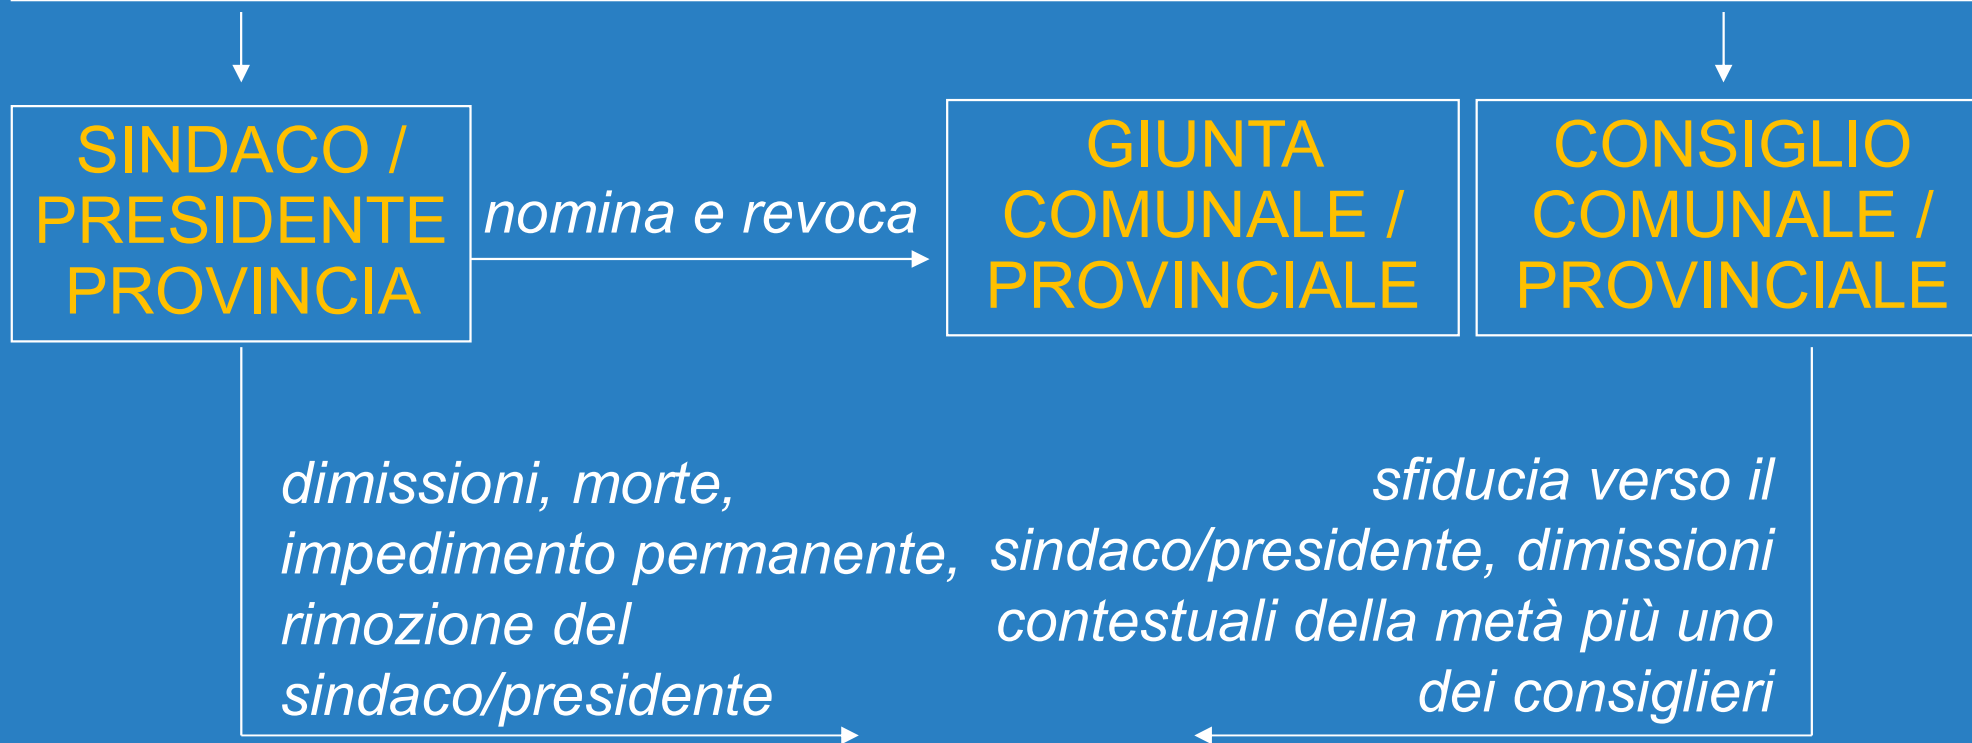 SINDACO /
PRESIDENTE
PROVINCIA
nomina e revoca
GIUNTA
COMUNALE /
PROVINCIALE
CONSIGLIO
COMUNALE /
PROVINCIALE
dimissioni, morte,
impedimento permanente,
rimozione del
sindaco/presidente
sfiducia verso il
sindaco/presidente, dimissioni
contestuali della metà più uno
dei consiglieri